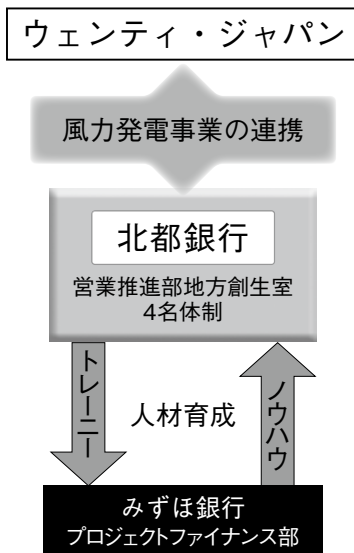 ウェンティ・ジャパン
風力発電事業の連携
北都銀行
営業推進部地方創生室
4名体制
トレーニー
人材育成
ノウハウ
みずほ銀行
プロジェクトファイナンス部